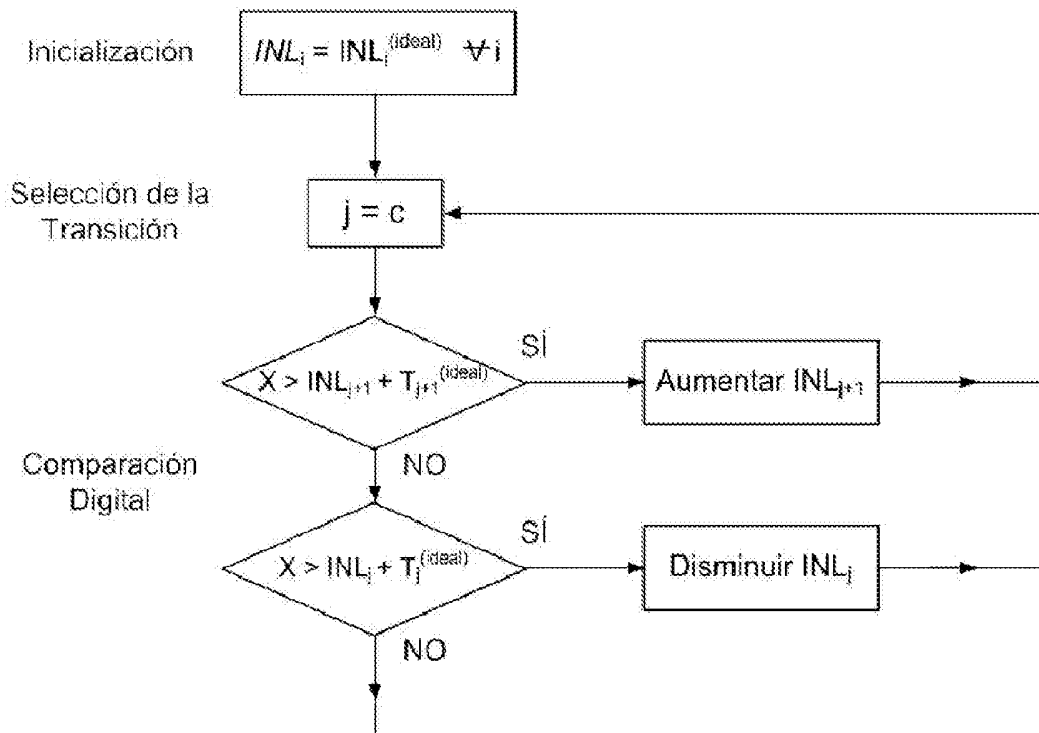 Inicialización
INLᵢ = INLᵢ^(ideal) ∀ i
Selección de la
Transición
j = c
X > INLⱼ₊₁ + Tⱼ₊₁^(ideal)
SÍ
Aumentar INLⱼ₊₁
NO
Comparación
Digital
X > INLⱼ + Tⱼ^(ideal)
SÍ
Disminuir INLⱼ
NO